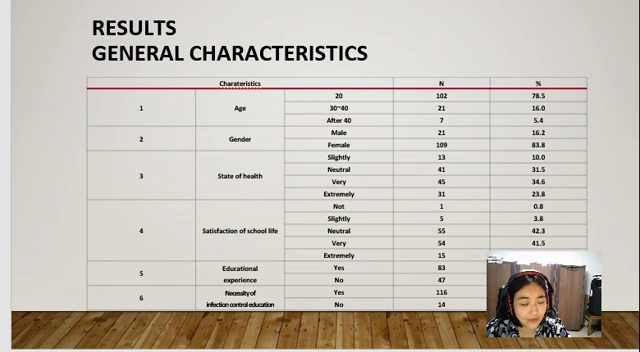 RESULTS
GENERAL CHARACTERISTICS
Charateristics N %
1 Age 20 102 78.5
30~40 21 16.0
After 40 7 5.4
2 Gender Male 21 16.2
Female 109 83.8
3 State of health Slightly 13 10.0
Neutral 41 31.5
Very 45 34.6
Extremely 31 23.8
4 Satisfaction of school life Not 1 0.8
Slightly 5 3.8
Neutral 55 42.3
Very 54 41.5
Extremely 15
5 Educational experience Yes 83
No 47
6 Necessity of infection control education Yes 116
No 14